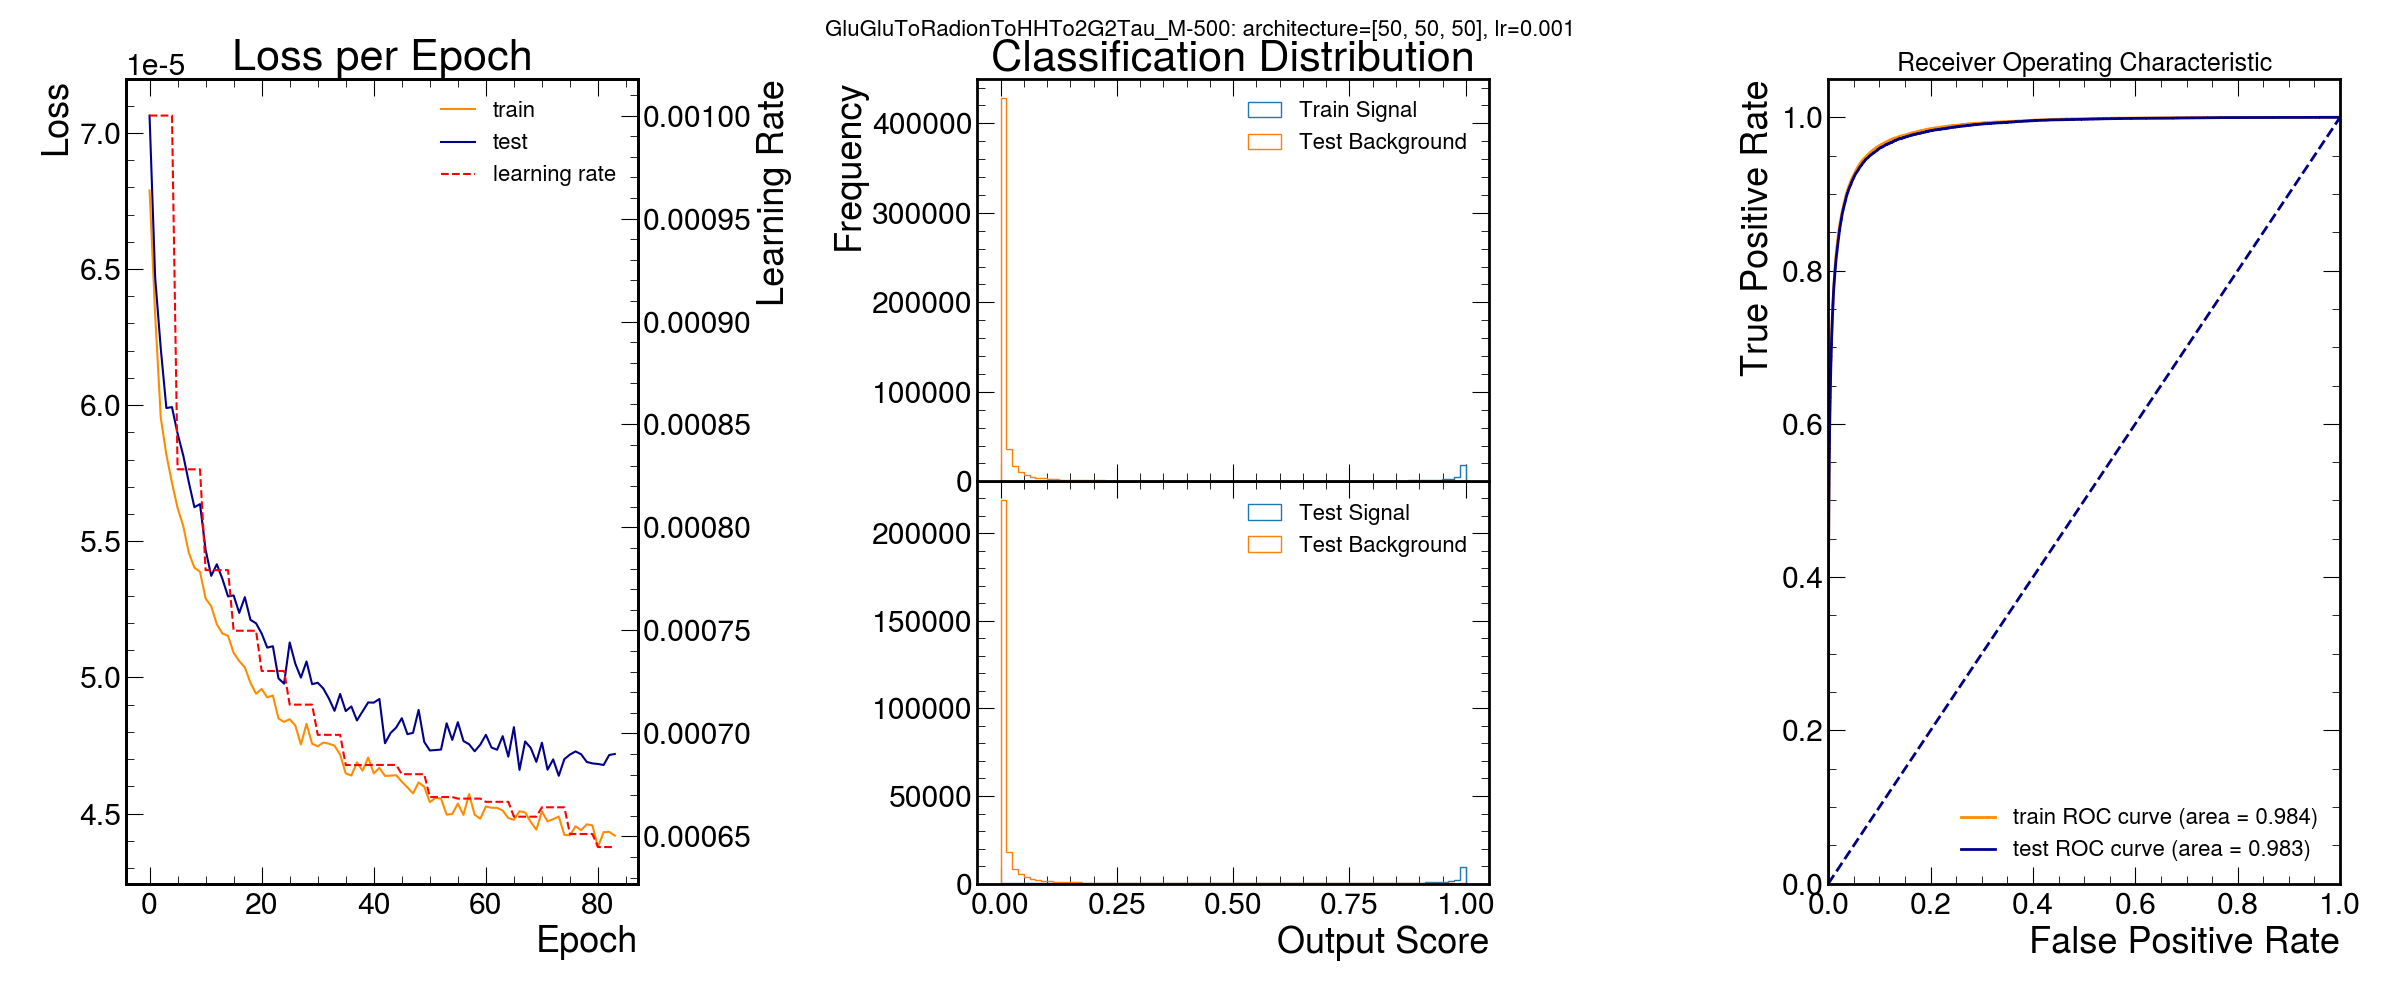 GluGluToRadionToHHTo2G2Tau_M-500: architecture=[50, 50, 50], lr=0.001
Loss per Epoch
1e-5
Loss
7.0
6.5
6.0
5.5
5.0
4.5
train
test
learning rate
0.00100
0.00095
0.00090
0.00085
0.00080
0.00075
0.00070
0.00065
Learning Rate
0
20
40
60
80
Epoch
Classification Distribution
Frequency
400000
300000
200000
100000
0
Train Signal
Test Background
200000
150000
100000
50000
0
Test Signal
Test Background
0.00
0.25
0.50
0.75
1.00
Output Score
Receiver Operating Characteristic
True Positive Rate
1.0
0.8
0.6
0.4
0.2
0.0
train ROC curve (area = 0.984)
test ROC curve (area = 0.983)
0.0
0.2
0.4
0.6
0.8
1.0
False Positive Rate